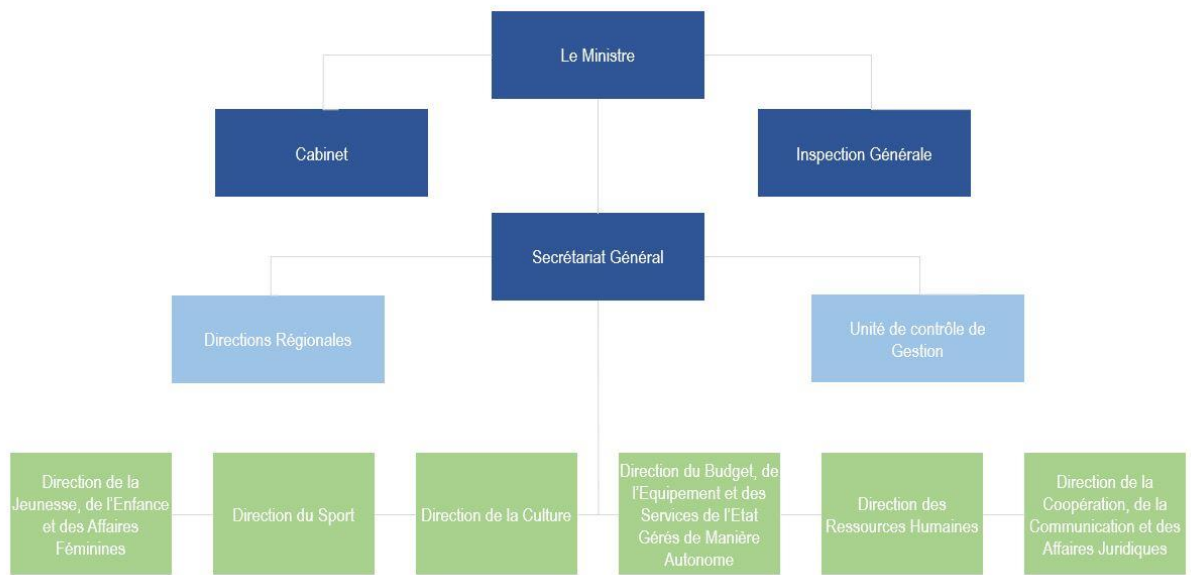 Le Ministre
Cabinet
Inspection Générale
Secrétariat Général
Directions Régionales
Unité de contrôle de
Gestion
Direction de la
Jeunesse, de l'Enfance
et des Affaires
Féminines
Direction du Sport
Direction de la Culture
Direction du Budget, de
l'Equipement et des
Services de l'Etat
Gérés de Manière
Autonome
Direction des
Ressources Humaines
Direction de la
Coopération, de la
Communication et des
Affaires Juridiques